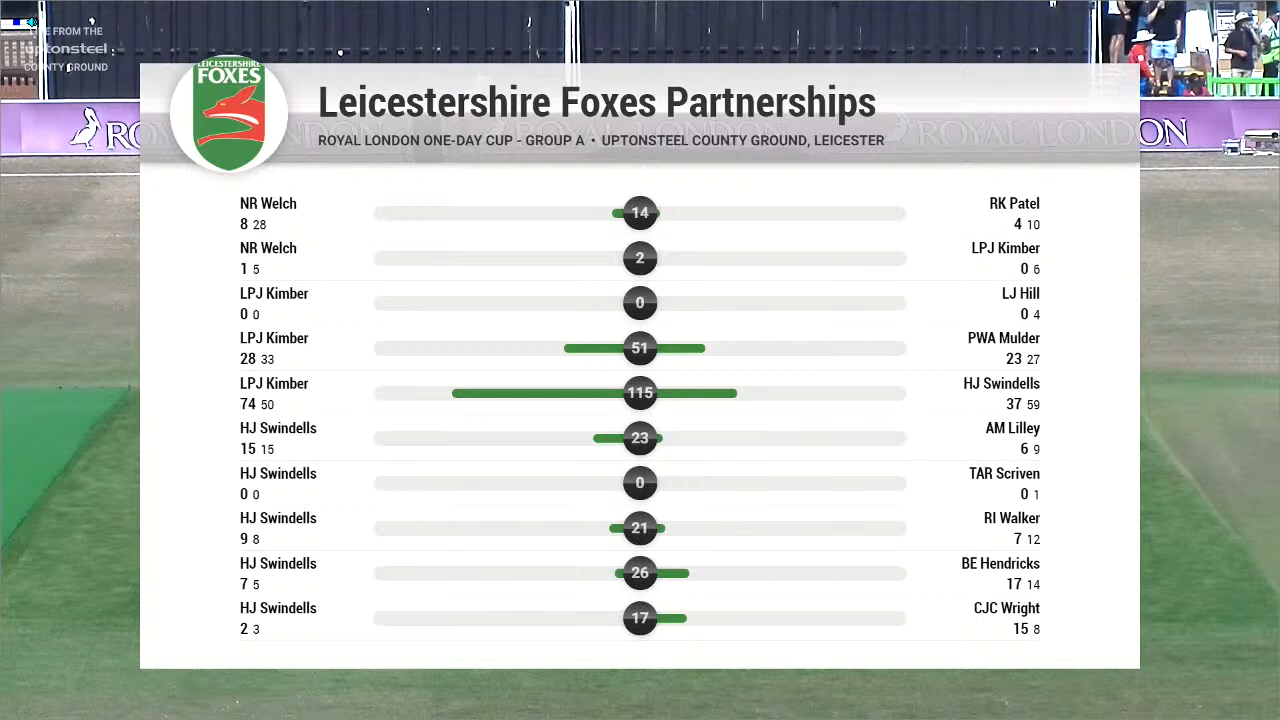 LIVE FROM THE
uptonsteel
COUNTY GROUND
LEICESTERSHIRE
FOXES
Leicestershire Foxes Partnerships
ROYAL LONDON ONE-DAY CUP - GROUP A • UPTONSTEEL COUNTY GROUND, LEICESTER
ROYAL LONDON
NR Welch 14 RK Patel
8 28 4 10
NR Welch 2 LPJ Kimber
1 5 0 6
LPJ Kimber 0 LJ Hill
0 0 0 4
LPJ Kimber 51 PWA Mulder
28 33 23 27
LPJ Kimber 115 HJ Swindells
74 50 37 59
HJ Swindells 23 AM Lilley
15 15 6 9
HJ Swindells 0 TAR Scriven
0 0 0 1
HJ Swindells 21 RI Walker
9 8 7 12
HJ Swindells 26 BE Hendricks
7 5 17 14
HJ Swindells 17 CJC Wright
2 3 15 8